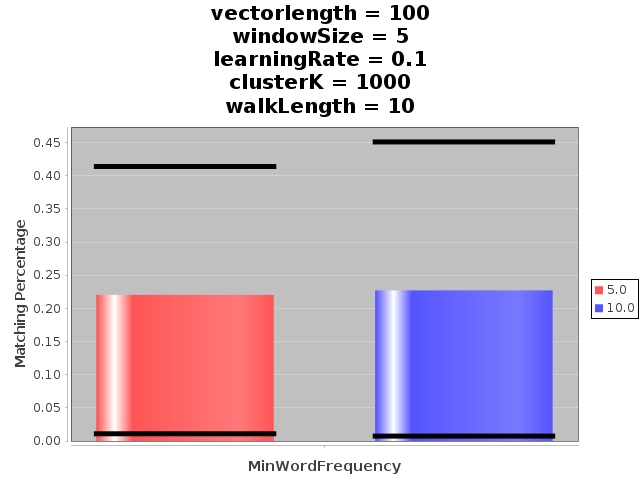 vectorlength = 100
windowSize = 5
learningRate = 0.1
clusterK = 1000
walkLength = 10
Matching Percentage
0.45
0.40
0.35
0.30
0.25
0.20
0.15
0.10
0.05
0.00
MinWordFrequency
5.0
10.0